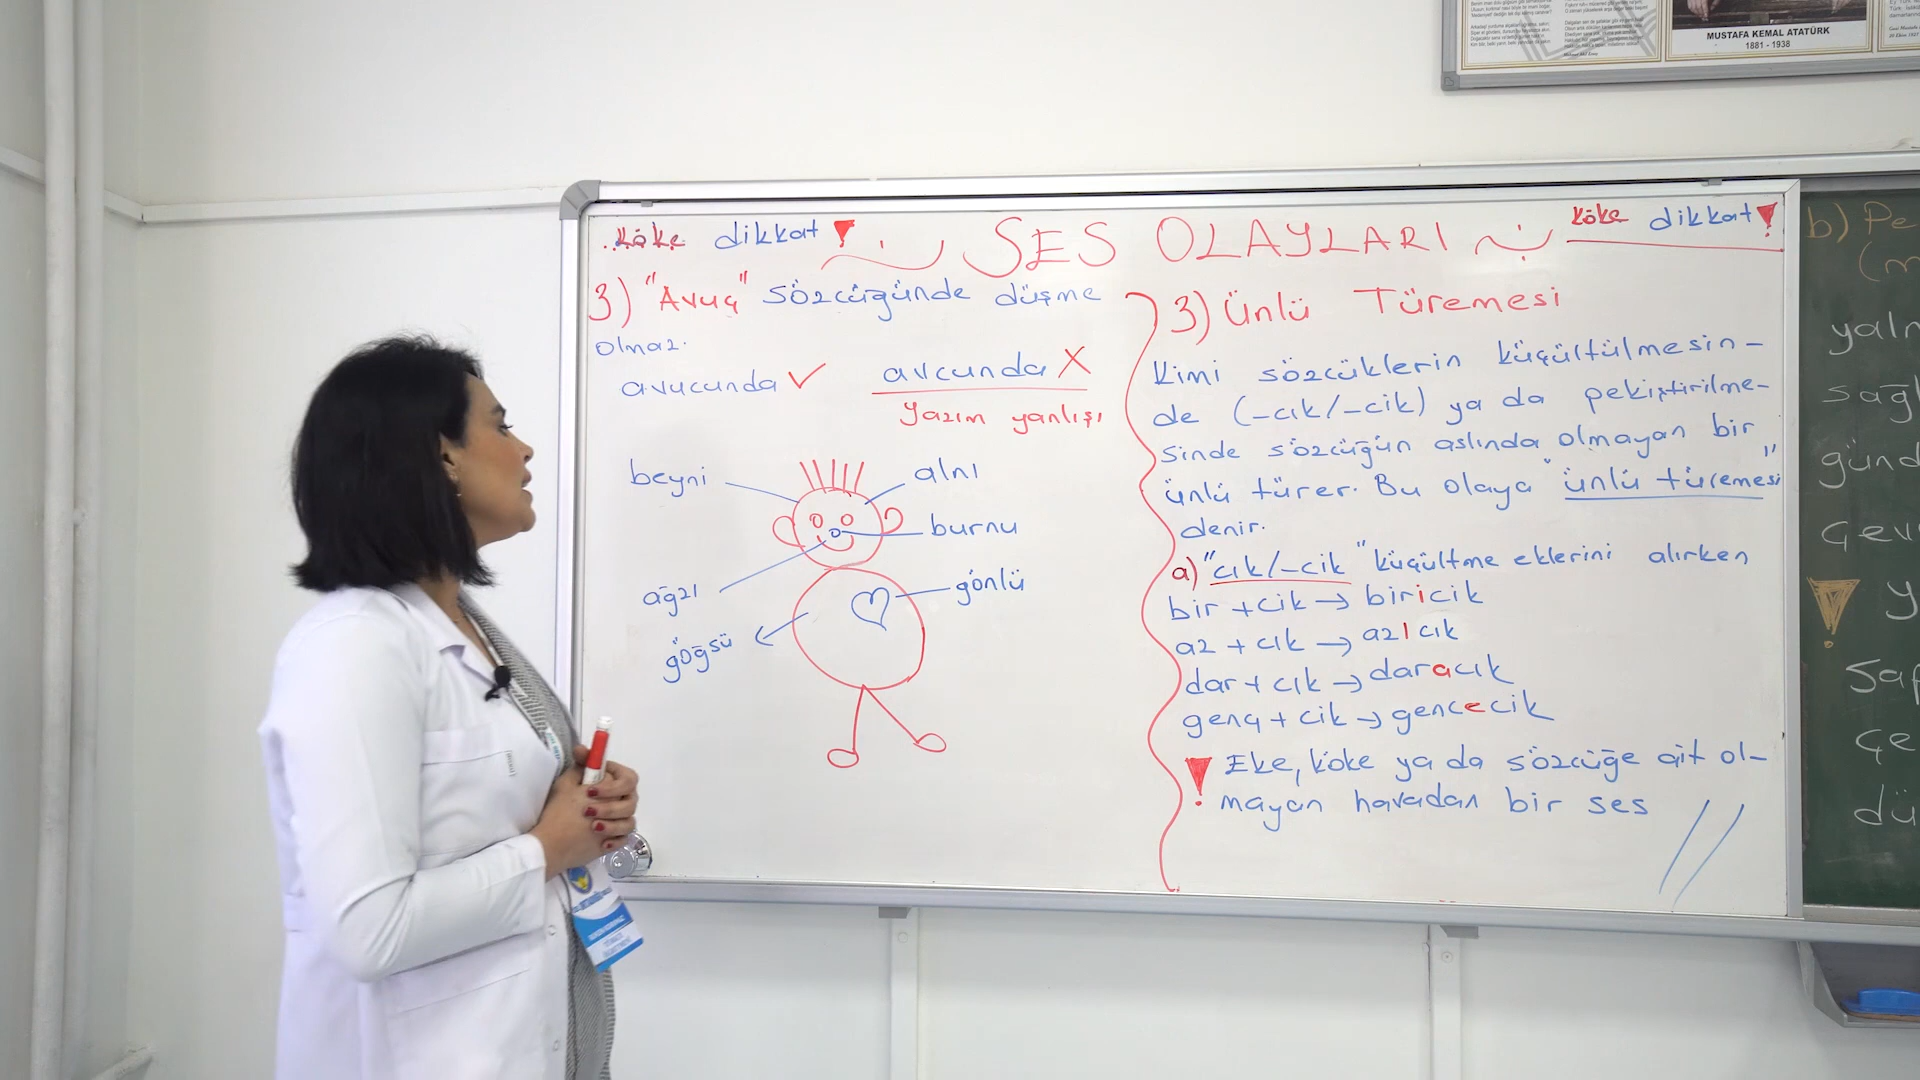 MUSTAFA KEMAL ATATÜRK
1881 - 1938
köke dikkat!
SES OLAYLARI
köke dikkat!
3) "Avuç" sözcüğünde düşme
olmaz.
avucunda ✓ avcunda X
Yazım yanlışı
beyni
alnı
burnu
ağzı
gönlü
göğsü
3) Ünlü Türemesi
Kimi sözcüklerin küçültülmesin-
de (-cık/-cik) ya da pekiştirilme-
sinde sözcüğün aslında olmayan bir
ünlü türer. Bu olaya "ünlü türemesi"
denir.
a) "cık/-cik" küçültme eklerini alırken
bir + cik → biricik
az + cık → azıcık
dar + cık → daracık
genç + cik → gencecik
! Eke, köke ya da sözcüğe ait ol-
mayan havadan bir ses
b) Pe
(m
yaln
sağl
günd
çev
! y
Sap
çe
dü